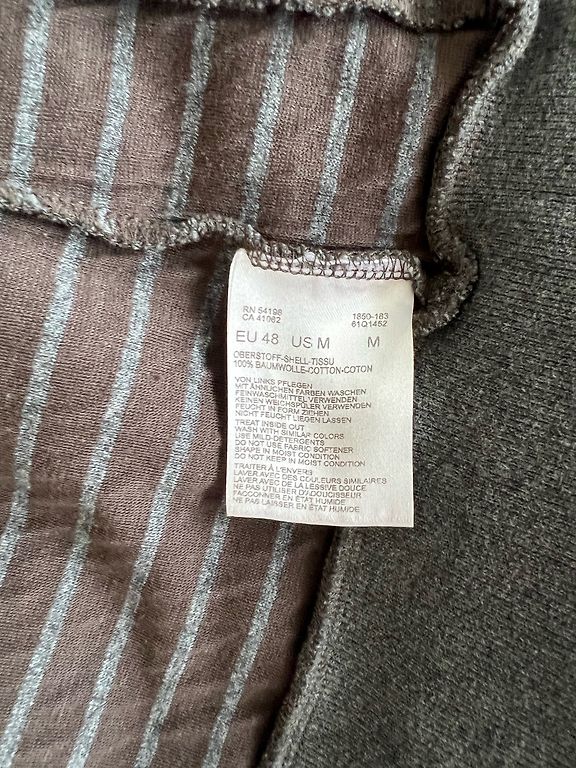 RN 54198 1850-183
CA 41062 61Q1452
EU 48 US M M
OBERSTOFF-SHELL-TISSU
100% BAUMWOLLE-COTTON-COTON
VON LINKS PFLEGEN
MIT ÄHNLICHEN FARBEN WASCHEN
FEINWASCHMITTEL VERWENDEN
KEINEN WEICHSPÜLER VERWENDEN
FEUCHT IN FORM ZIEHEN
NICHT FEUCHT LIEGEN LASSEN
TREAT INSIDE OUT
WASH WITH SIMILAR COLORS
USE MILD DETERGENTS
DO NOT USE FABRIC SOFTENER
SHAPE IN MOIST CONDITION
DO NOT KEEP IN MOIST CONDITION
TRAITER À L'ENVERS
LAVER AVEC DES COULEURS SIMILAIRES
LAVER AVEC DE LA LESSIVE DOUCE
NE PAS UTILISER DU DOUCISSEUR
FACONNER EN ÉTAT HUMIDE
NE PAS LAISSER EN ÉTAT HUMIDE